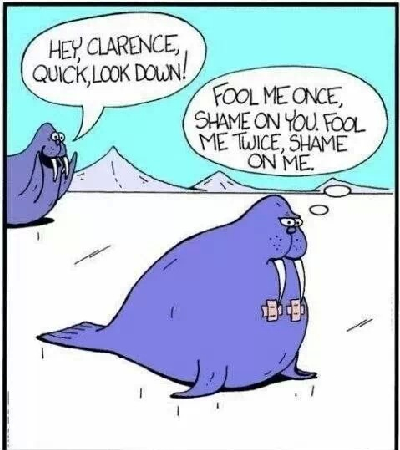 HEY, CLARENCE,
QUICK, LOOK DOWN!
FOOL ME ONCE,
SHAME ON YOU. FOOL
ME TWICE, SHAME
ON ME.